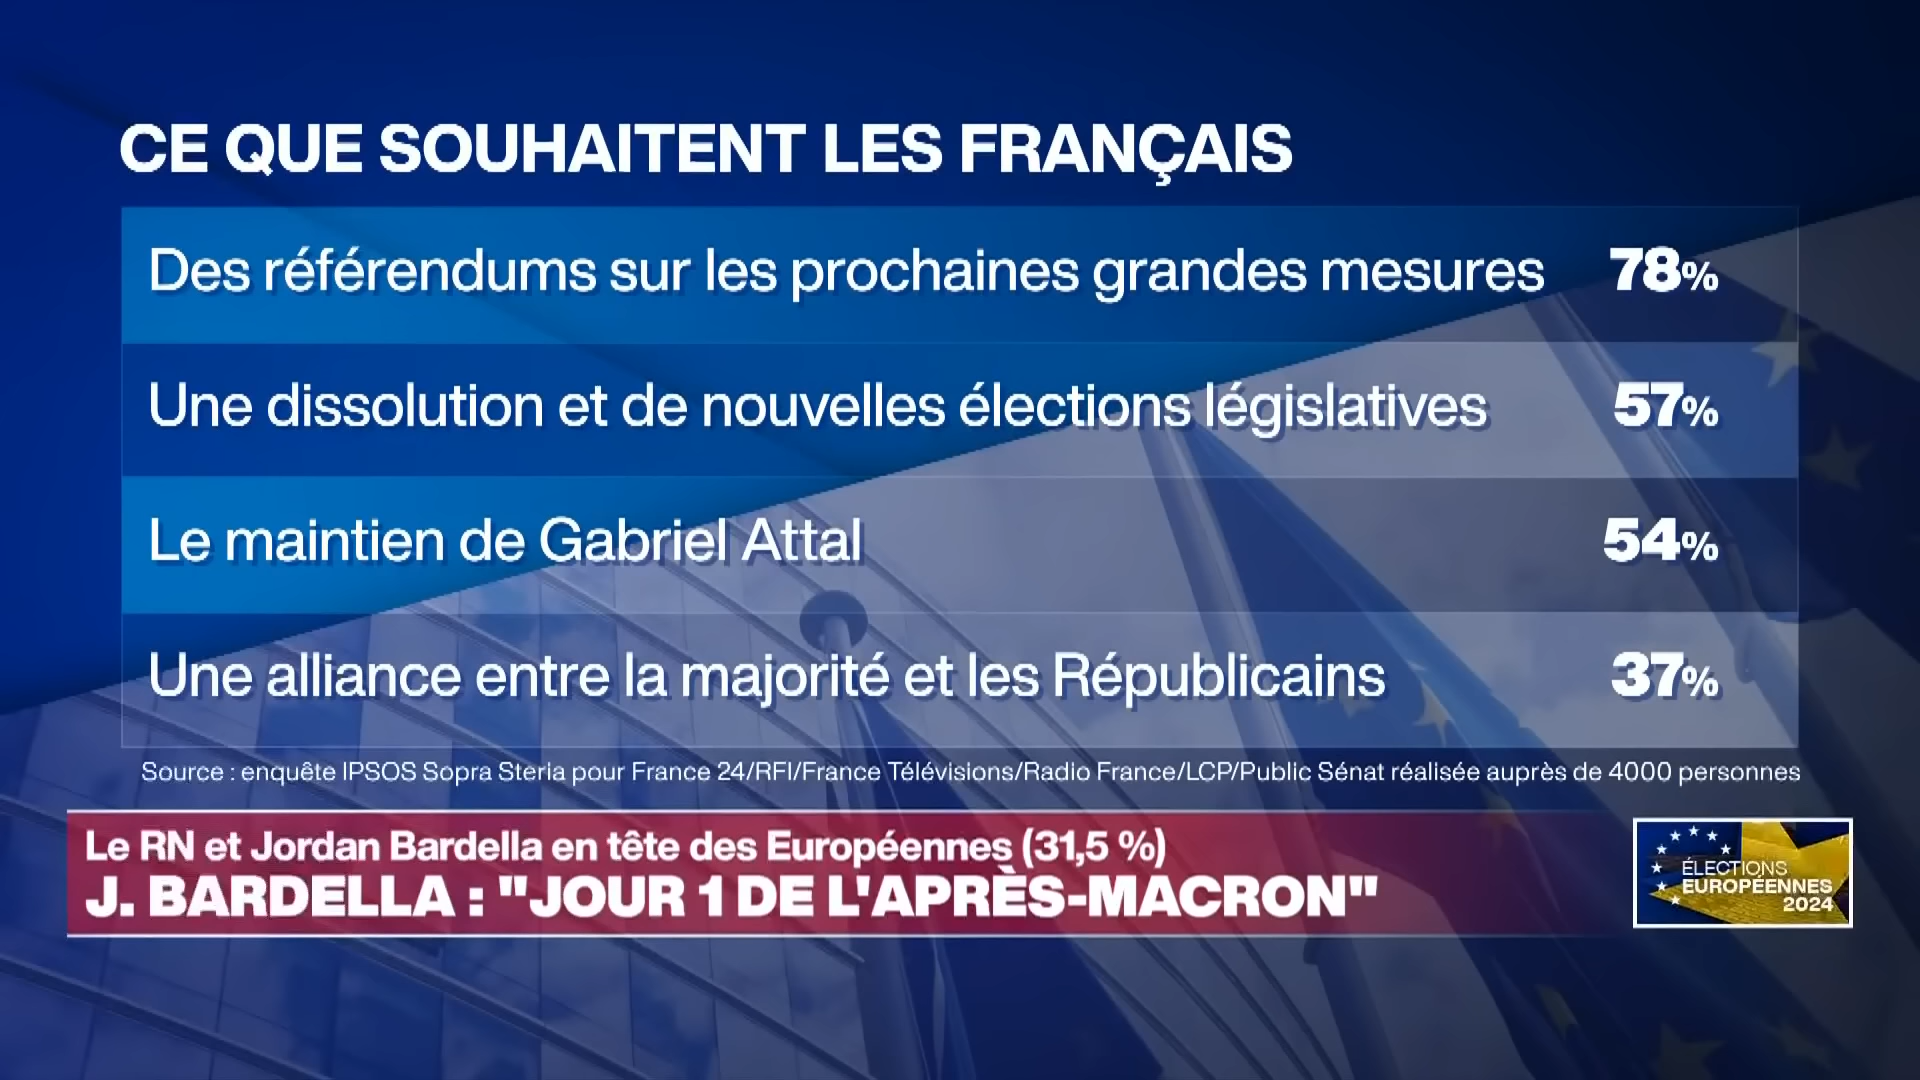 CE QUE SOUHAITENT LES FRANÇAIS
Des référendums sur les prochaines grandes mesures 78%
Une dissolution et de nouvelles élections législatives 57%
Le maintien de Gabriel Attal 54%
Une alliance entre la majorité et les Républicains 37%
Source : enquête IPSOS Sopra Steria pour France 24/RFI/France Télévisions/Radio France/LCP/Public Sénat réalisée auprès de 4000 personnes
Le RN et Jordan Bardella en tête des Européennes (31,5 %)
J. BARDELLA : "JOUR 1 DE L'APRÈS-MACRON"
ÉLECTIONS
EUROPÉENNES
2024